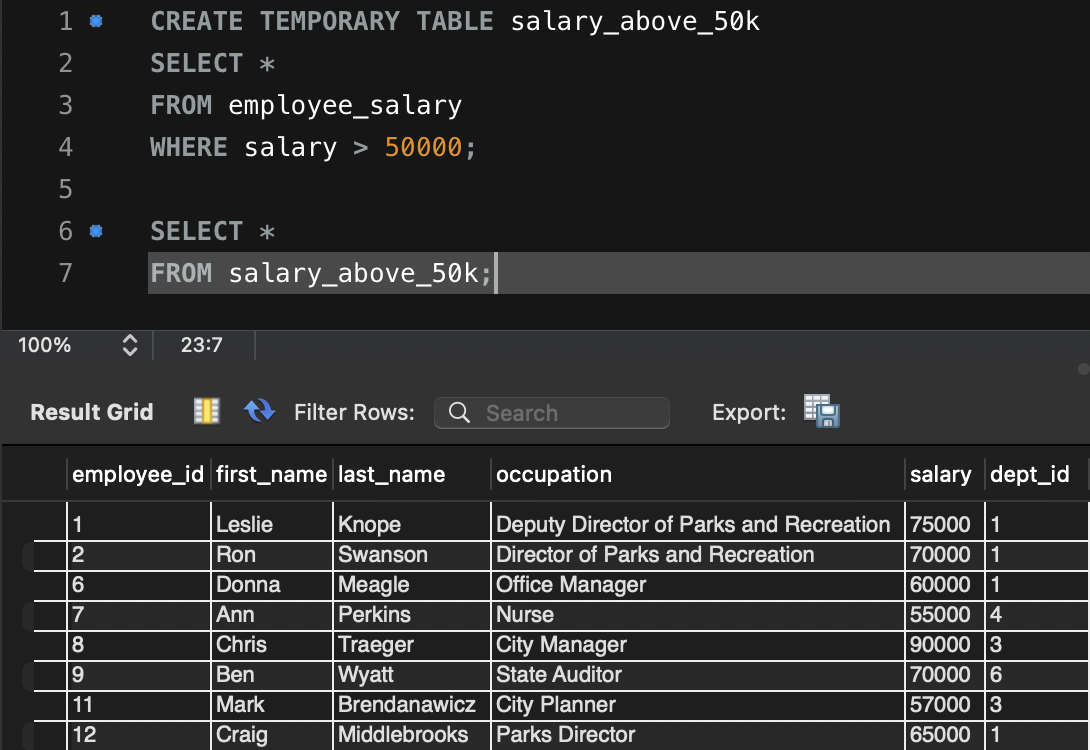 1 CREATE TEMPORARY TABLE salary_above_50k
2 SELECT *
3 FROM employee_salary
4 WHERE salary > 50000;
5
6 SELECT *
7 FROM salary_above_50k;
100% 23:7
Result Grid Filter Rows: Search Export:
employee_id first_name last_name occupation salary dept_id
1 Leslie Knope Deputy Director of Parks and Recreation 75000 1
2 Ron Swanson Director of Parks and Recreation 70000 1
6 Donna Meagle Office Manager 60000 1
7 Ann Perkins Nurse 55000 4
8 Chris Traeger City Manager 90000 3
9 Ben Wyatt State Auditor 70000 6
11 Mark Brendanawicz City Planner 57000 3
12 Craig Middlebrooks Parks Director 65000 1